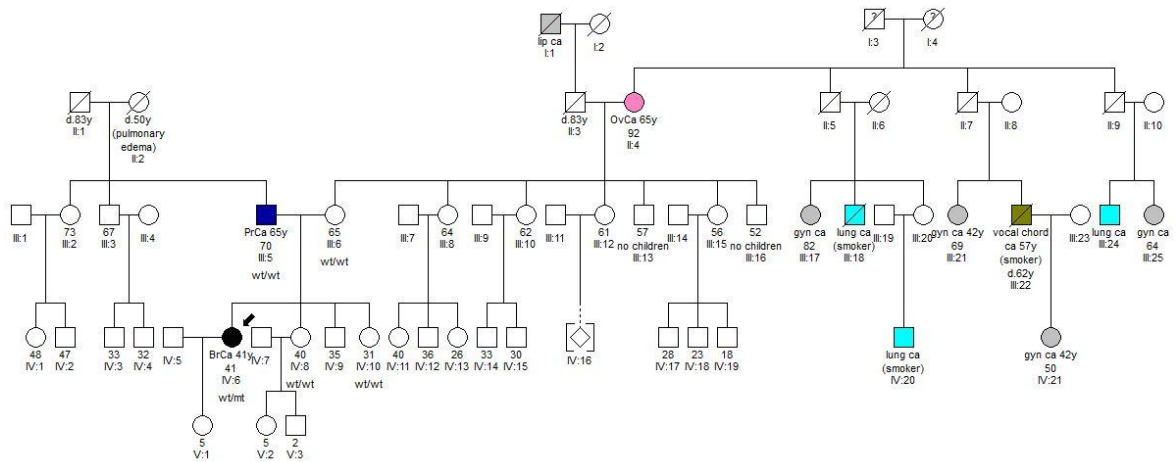 ? ?
lip ca
I:1 I:2 I:3 I:4
d.83y d.50y d.83y OvCa 65y II:5 II:6 II:7 II:8 II:9 II:10
II:1 (pulmonary II:3 92
edema) II:4
II:2
III:1 73 67 III:4 PrCa 65y 65 III:7 64 III:9 62 III:11 61 57 III:14 56 52 gyn ca lung ca III:19 III:20 gyn ca 42y vocal chord III:23 lung ca gyn ca
III:2 III:3 70 III:6 III:8 III:10 III:12 no children III:15 no children 82 (smoker) 69 ca 57y III:24 64
III:5 wt/wt III:13 III:16 III:17 III:18 III:21 (smoker) III:25
wt/wt d.62y
III:22
48 47 33 32 IV:5 BrCa 41y IV:7 40 35 31 40 36 26 33 30 IV:16 28 23 18 lung ca gyn ca 42y
IV:1 IV:2 IV:3 IV:4 41 IV:8 IV:9 IV:10 IV:11 IV:12 IV:13 IV:14 IV:15 IV:17 IV:18 IV:19 (smoker) 50
IV:6 wt/wt wt/wt IV:20 IV:21
wt/mt
5 5 2
V:1 V:2 V:3